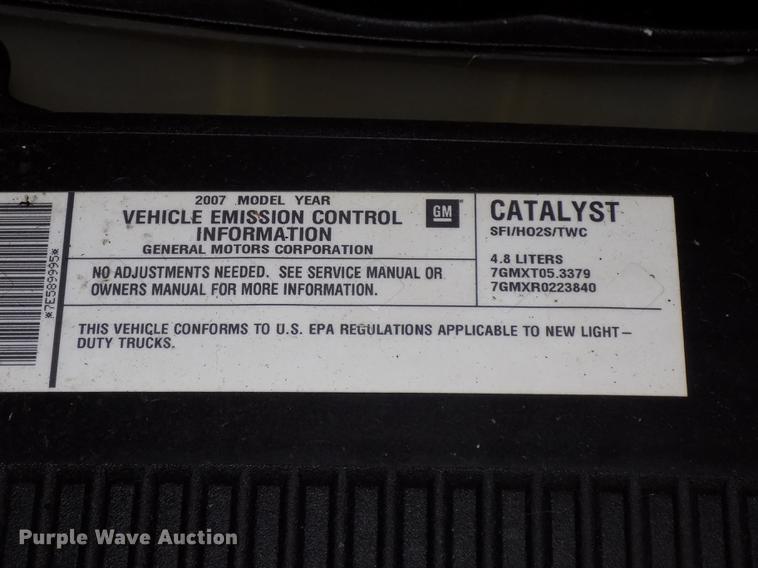 2007 MODEL YEAR
VEHICLE EMISSION CONTROL
INFORMATION
GENERAL MOTORS CORPORATION
GM
NO ADJUSTMENTS NEEDED. SEE SERVICE MANUAL OR
OWNERS MANUAL FOR MORE INFORMATION.
CATALYST
SFI/HO2S/TWC
4.8 LITERS
7GMXT05.3379
7GMXR0223840
THIS VEHICLE CONFORMS TO U.S. EPA REGULATIONS APPLICABLE TO NEW LIGHT-
DUTY TRUCKS.
*7E589995*
Purple Wave Auction